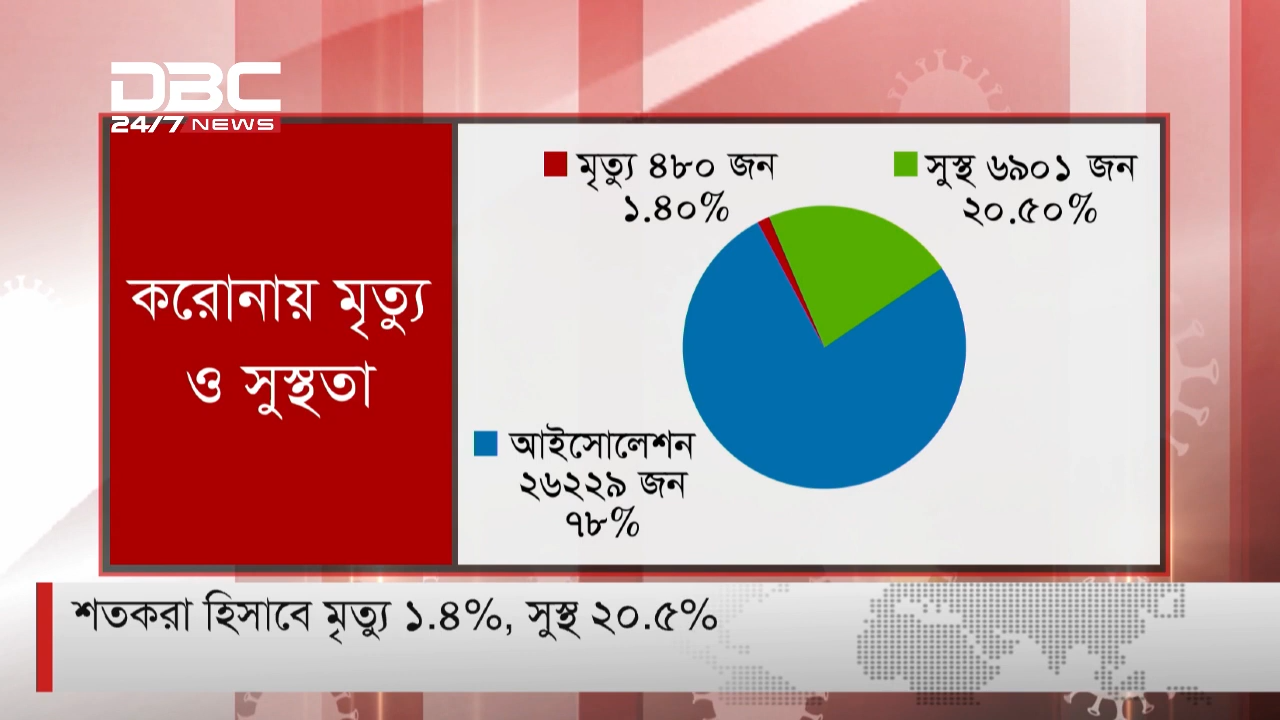 DBC
24/7 NEWS
করোনায় মৃত্যু
ও সুস্থতা
মৃত্যু ৪৮০ জন
১.৪০%
সুস্থ ৬৯০১ জন
২০.৫০%
আইসোলেশন
২৬২২৯ জন
৭৮%
শতকরা হিসাবে মৃত্যু ১.৪%, সুস্থ ২০.৫%